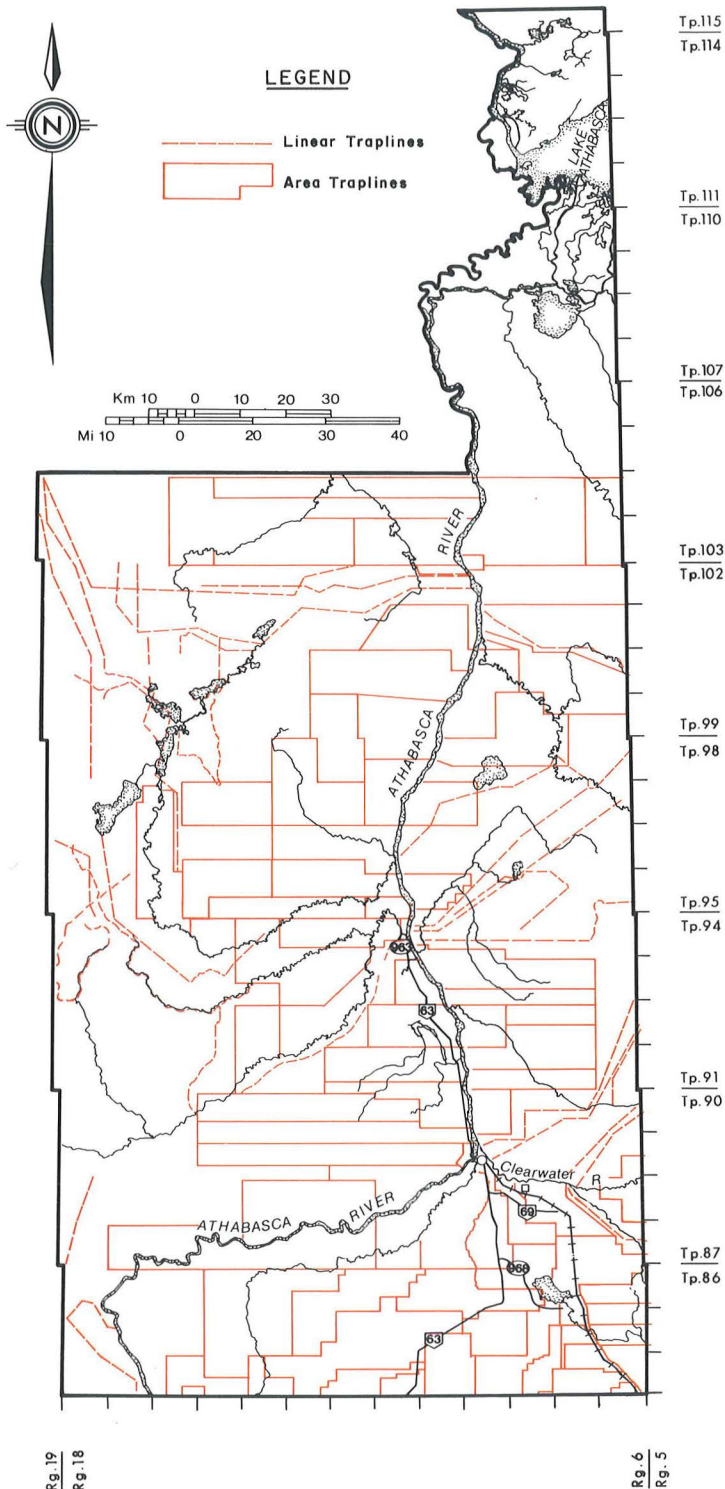 Tp.115
Tp.114
LEGEND
N
Linear Traplines
Area Traplines
LAKE
ATHABASCA
Tp.111
Tp.110
Tp.107
Tp.106
Km 10 0 10 20 30
Mi 10 0 20 30 40
RIVER
Tp.103
Tp.102
ATHABASCA
Tp.99
Tp.98
Tp.95
Tp.94
963
63
Tp.91
Tp.90
Clearwater R
ATHABASCA RIVER
69
Tp.87
Tp.86
968
63
Rg.19
Rg.18
Rg.6
Rg.5